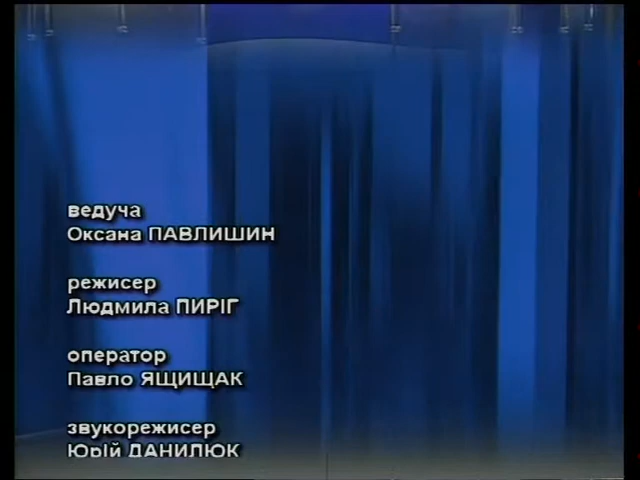 ведуча
Оксана ПАВЛИШИН
режисер
Людмила ПИРІГ
оператор
Павло ЯЩИЩАК
звукорежисер
Юрій ДАНИЛЮК